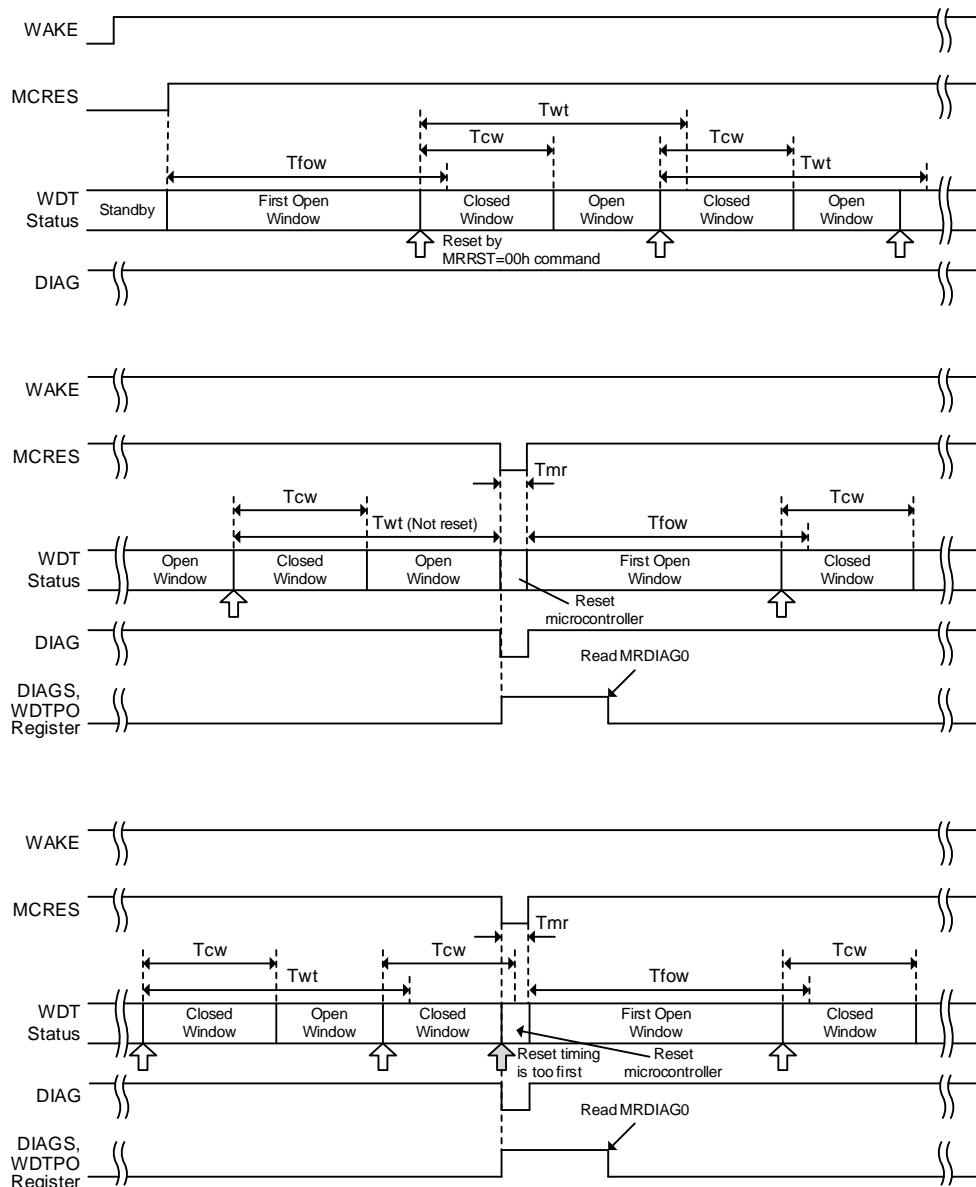 WAKE
MCRES
Twt
Tcw
Tcw
Tfow
Twt
WDT
Status
Standby
First Open
Window
Closed
Window
Open
Window
Closed
Window
Open
Window
Reset by
MRRST=00h command
DIAG
WAKE
MCRES
Tmr
Tcw
Tcw
Twt (Not reset)
Tfow
WDT
Status
Open
Window
Closed
Window
Open
Window
First Open
Window
Closed
Window
Reset
microcontroller
DIAG
Read MRDIAG0
DIAGS,
WDTPO
Register
WAKE
MCRES
Tmr
Tcw
Tcw
Tcw
Twt
Tfow
WDT
Status
Closed
Window
Open
Window
Closed
Window
First Open
Window
Closed
Window
Reset timing
is too first
Reset
microcontroller
DIAG
Read MRDIAG0
DIAGS,
WDTPO
Register